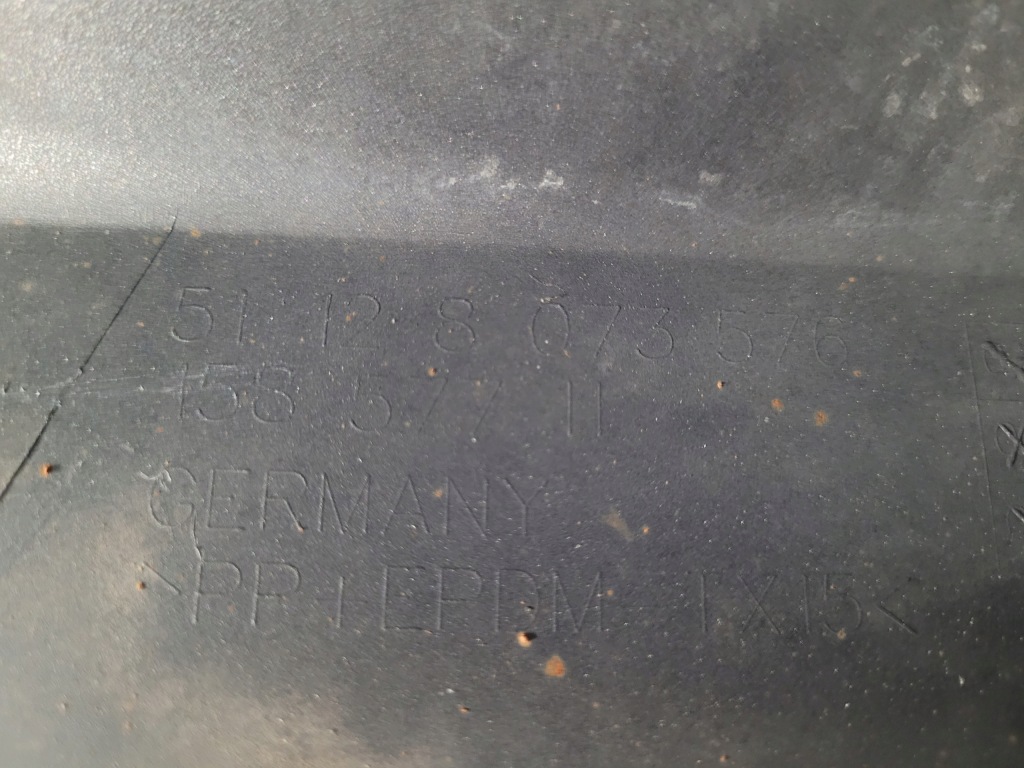 51 12 8 073 576
158 577 11
GERMANY
>PP+EPDM-TX15<